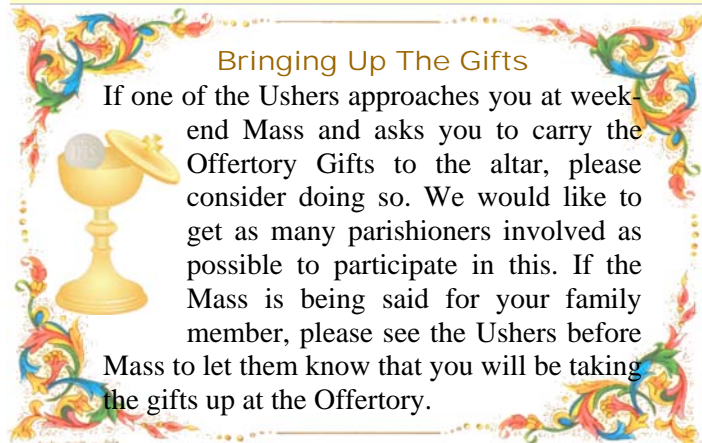 Bringing Up The Gifts
If one of the Ushers approaches you at week-
end Mass and asks you to carry the
Offertory Gifts to the altar, please
consider doing so. We would like to
get as many parishioners involved as
possible to participate in this. If the
Mass is being said for your family
member, please see the Ushers before
Mass to let them know that you will be taking
the gifts up at the Offertory.
IHS